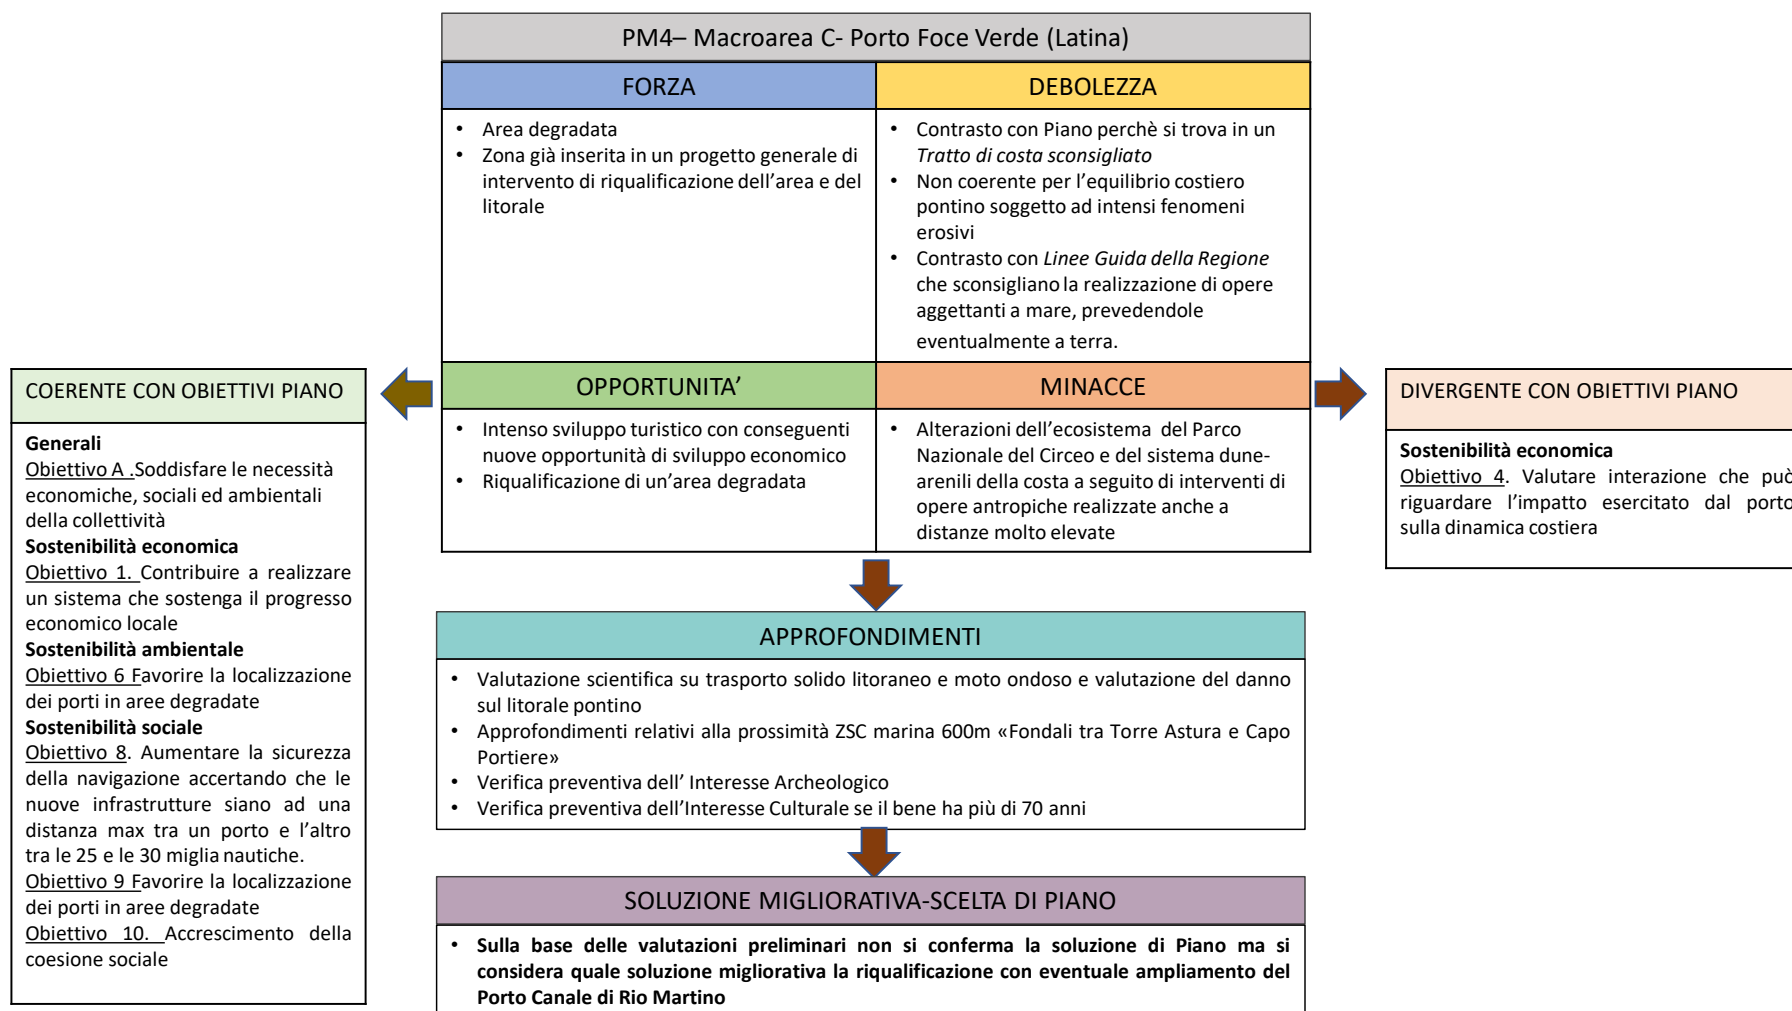 PM4– Macroarea C- Porto Foce Verde (Latina)
FORZA
• Area degradata
• Zona già inserita in un progetto generale di
intervento di riqualificazione dell’area e del
litorale
DEBOLEZZA
• Contrasto con Piano perchè si trova in un
Tratto di costa sconsigliato
• Non coerente per l’equilibrio costiero
pontino soggetto ad intensi fenomeni
erosivi
• Contrasto con Linee Guida della Regione
che sconsigliano la realizzazione di opere
aggettanti a mare, prevedendole
eventualmente a terra.
OPPORTUNITA’
• Intenso sviluppo turistico con conseguenti
nuove opportunità di sviluppo economico
• Riqualificazione di un’area degradata
MINACCE
• Alterazioni dell’ecosistema del Parco
Nazionale del Circeo e del sistema dune-
arenili della costa a seguito di interventi di
opere antropiche realizzate anche a
distanze molto elevate
COERENTE CON OBIETTIVI PIANO
Generali
Obiettivo A .Soddisfare le necessità
economiche, sociali ed ambientali
della collettività
Sostenibilità economica
Obiettivo 1. Contribuire a realizzare
un sistema che sostenga il progresso
economico locale
Sostenibilità ambientale
Obiettivo 6 Favorire la localizzazione
dei porti in aree degradate
Sostenibilità sociale
Obiettivo 8. Aumentare la sicurezza
della navigazione accertando che le
nuove infrastrutture siano ad una
distanza max tra un porto e l’altro
tra le 25 e le 30 miglia nautiche.
Obiettivo 9 Favorire la localizzazione
dei porti in aree degradate
Obiettivo 10. Accrescimento della
coesione sociale
DIVERGENTE CON OBIETTIVI PIANO
Sostenibilità economica
Obiettivo 4. Valutare interazione che può
riguardare l’impatto esercitato dal porto
sulla dinamica costiera
APPROFONDIMENTI
• Valutazione scientifica su trasporto solido litoraneo e moto ondoso e valutazione del danno
sul litorale pontino
• Approfondimenti relativi alla prossimità ZSC marina 600m «Fondali tra Torre Astura e Capo
Portiere»
• Verifica preventiva dell’ Interesse Archeologico
• Verifica preventiva dell’Interesse Culturale se il bene ha più di 70 anni
SOLUZIONE MIGLIORATIVA-SCELTA DI PIANO
• Sulla base delle valutazioni preliminari non si conferma la soluzione di Piano ma si
considera quale soluzione migliorativa la riqualificazione con eventuale ampliamento del
Porto Canale di Rio Martino